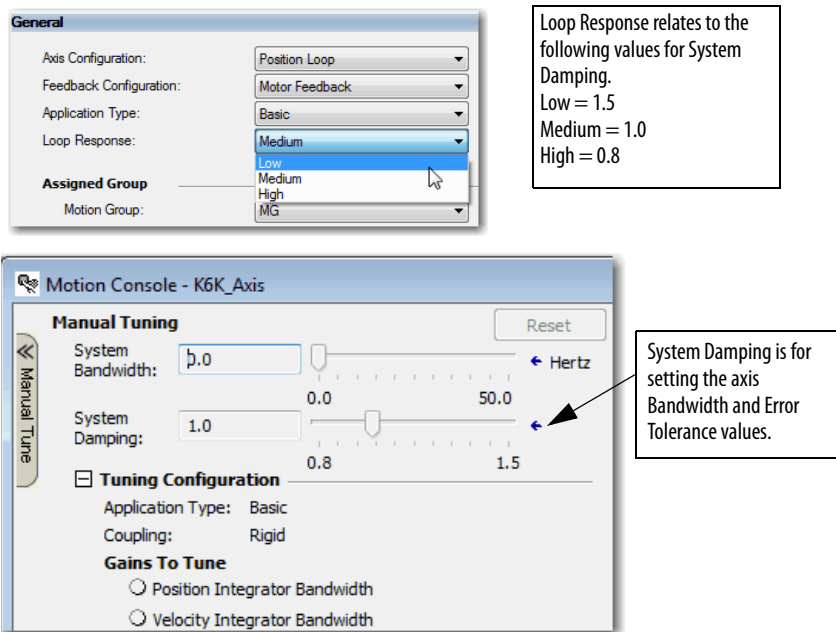 General
Axis Configuration: Position Loop
Feedback Configuration: Motor Feedback
Application Type: Basic
Loop Response: Medium
Low
Medium
High
Assigned Group
Motion Group: MG
Loop Response relates to the
following values for System
Damping.
Low = 1.5
Medium = 1.0
High = 0.8
Motion Console - K6K_Axis
Manual Tune
Manual Tuning
Reset
System
Bandwidth: 0.0
Hertz
0.0 50.0
System
Damping: 1.0
0.8 1.5
Tuning Configuration
Application Type: Basic
Coupling: Rigid
Gains To Tune
Position Integrator Bandwidth
Velocity Integrator Bandwidth
System Damping is for
setting the axis
Bandwidth and Error
Tolerance values.